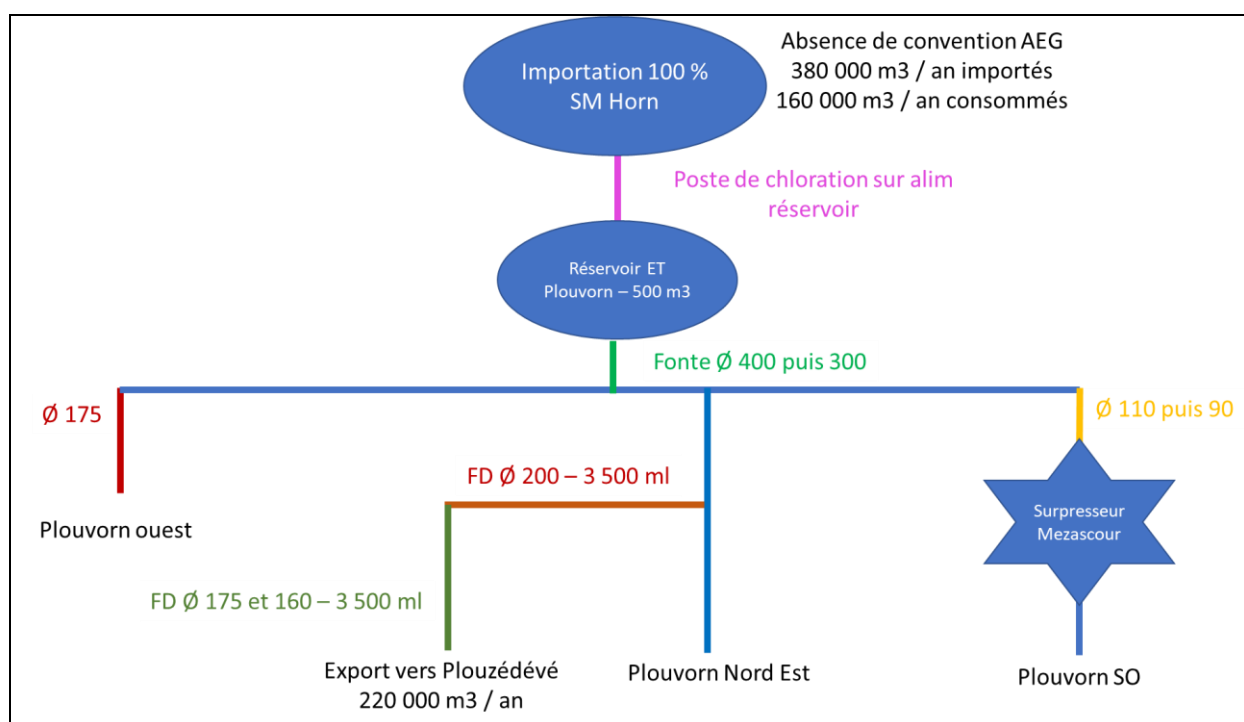 Importation 100 %
SM Horn
Absence de convention AEG
380 000 m3 / an importés
160 000 m3 / an consommés
Poste de chloration sur alim
réservoir
Réservoir ET
Plouvorn – 500 m3
Fonte Ø 400 puis 300
Ø 175
Ø 110 puis 90
FD Ø 200 – 3 500 ml
Surpresseur
Mezascour
Plouvorn ouest
FD Ø 175 et 160 – 3 500 ml
Export vers Plouzédévé
220 000 m3 / an
Plouvorn Nord Est
Plouvorn SO